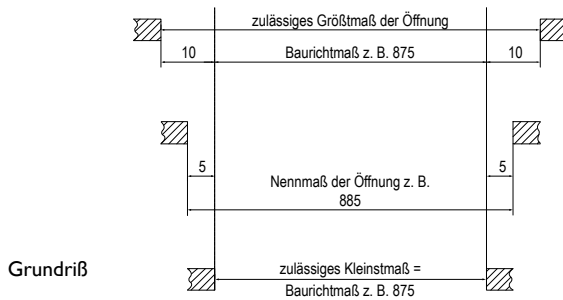 zulässiges Größtmaß der Öffnung
10 Baurichtmaß z. B. 875 10
5 5
Nennmaß der Öffnung z. B.
885
Grundriß
zulässiges Kleinstmaß =
Baurichtmaß z. B. 875